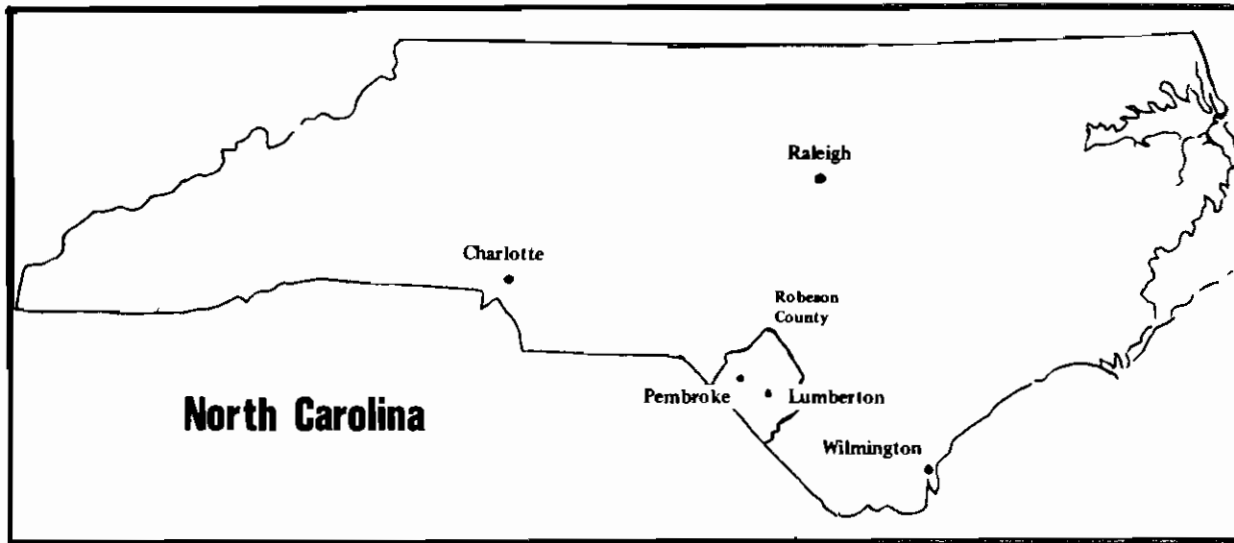 Raleigh
Charlotte
Robeson
County
Pembroke
Lumberton
North Carolina
Wilmington